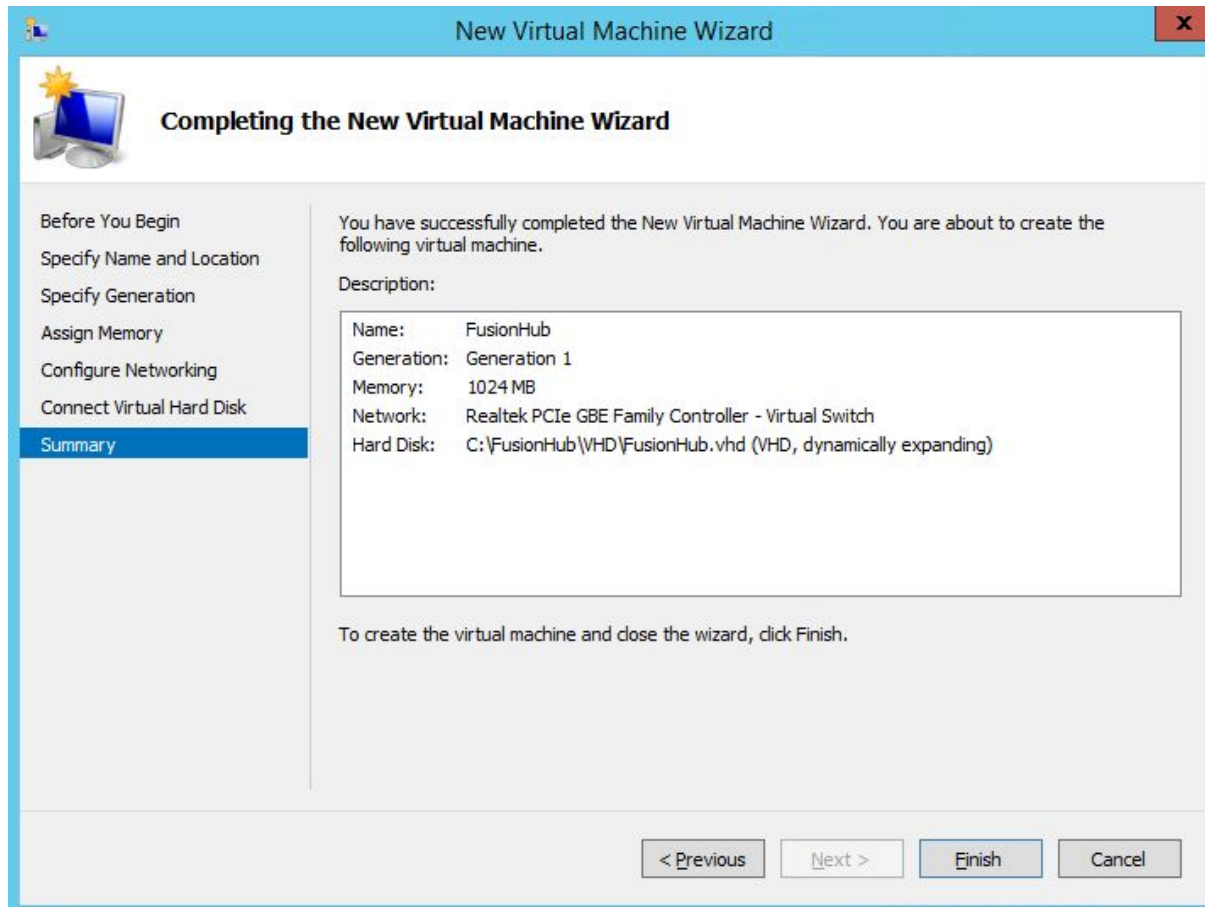 New Virtual Machine Wizard
x
Completing the New Virtual Machine Wizard
Before You Begin
Specify Name and Location
Specify Generation
Assign Memory
Configure Networking
Connect Virtual Hard Disk
Summary
You have successfully completed the New Virtual Machine Wizard. You are about to create the
following virtual machine.
Description:
Name: FusionHub
Generation: Generation 1
Memory: 1024 MB
Network: Realtek PCIe GBE Family Controller - Virtual Switch
Hard Disk: C:\FusionHub\VHD\FusionHub.vhd (VHD, dynamically expanding)
To create the virtual machine and close the wizard, click Finish.
< Previous
Next >
Finish
Cancel